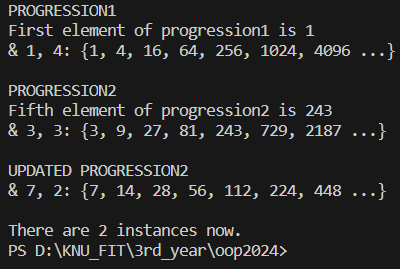 PROGRESSION1
First element of progression1 is 1
& 1, 4: {1, 4, 16, 64, 256, 1024, 4096 ...}
PROGRESSION2
Fifth element of progression2 is 243
& 3, 3: {3, 9, 27, 81, 243, 729, 2187 ...}
UPDATED PROGRESSION2
& 7, 2: {7, 14, 28, 56, 112, 224, 448 ...}
There are 2 instances now.
PS D:\KNU_FIT\3rd_year\oop2024>